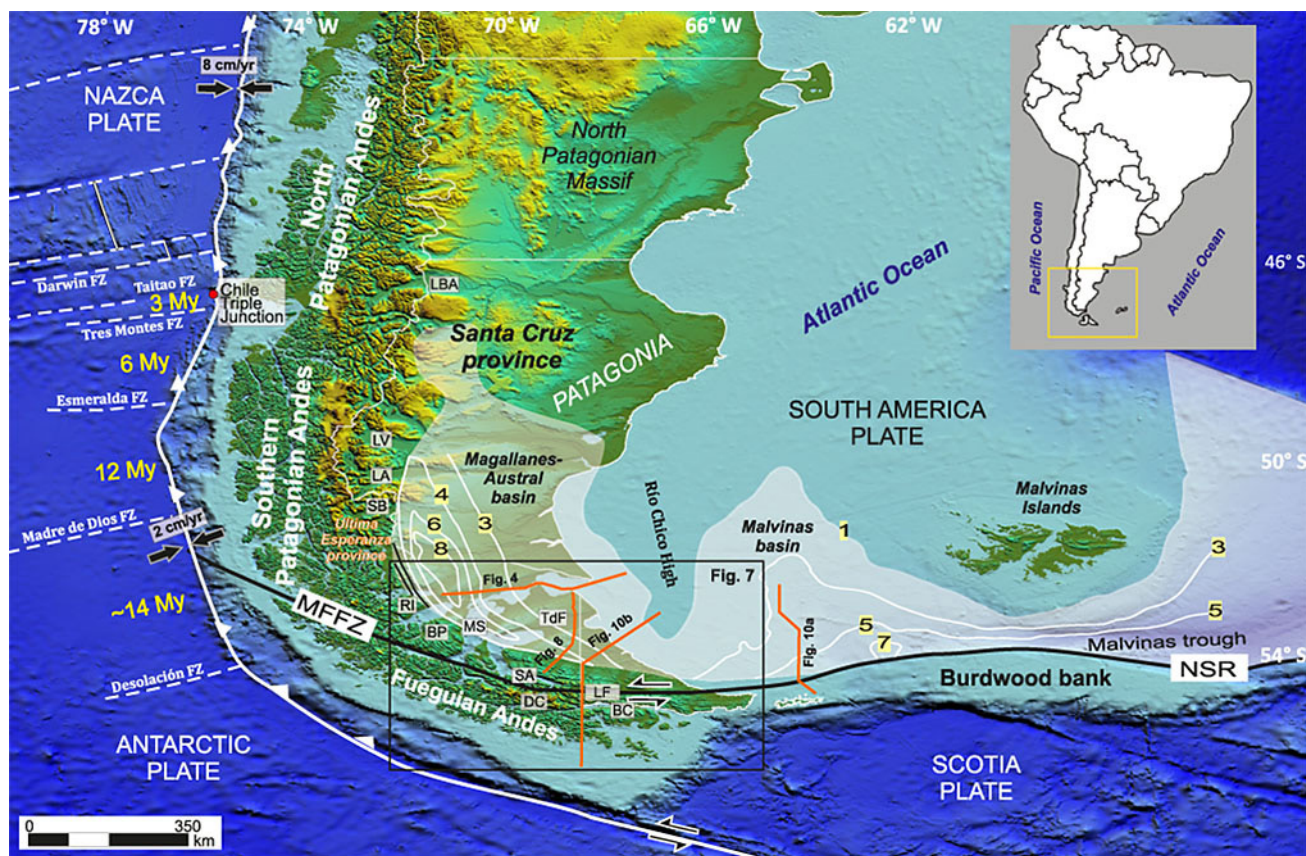 78° W
74° W
70° W
66° W
62° W
8 cm/yr
NAZCA
PLATE
North
Patagonian Andes
North
Patagonian
Massif
Pacific Ocean
Atlantic Ocean
46° S
Darwin FZ
Taitao FZ
3 My
Chile
Triple
Junction
Tres Montes FZ
LBA
Atlantic Ocean
Santa Cruz
province
PATAGONIA
6 My
Esmeralda FZ
Southern
Patagonian Andes
SOUTH AMERICA
PLATE
LV
LA
SB
Magallanes-
Austral
basin
50° S
12 My
Madre de Dios FZ
2 cm/yr
Última
Esperanza
province
4
6
3
8
Río Chico High
Malvinas
basin
1
Malvinas
Islands
3
~14 My
MFFZ
RI
BP
MS
Fig. 4
TdF
Fig. 8
Fig. 10b
Fig. 7
Fig. 10a
5
7
5
Malvinas trough
54° S
NSR
Burdwood bank
Desolación FZ
SA
DC
LF
BC
Fueguian Andes
ANTARCTIC
PLATE
SCOTIA
PLATE
0 350
km